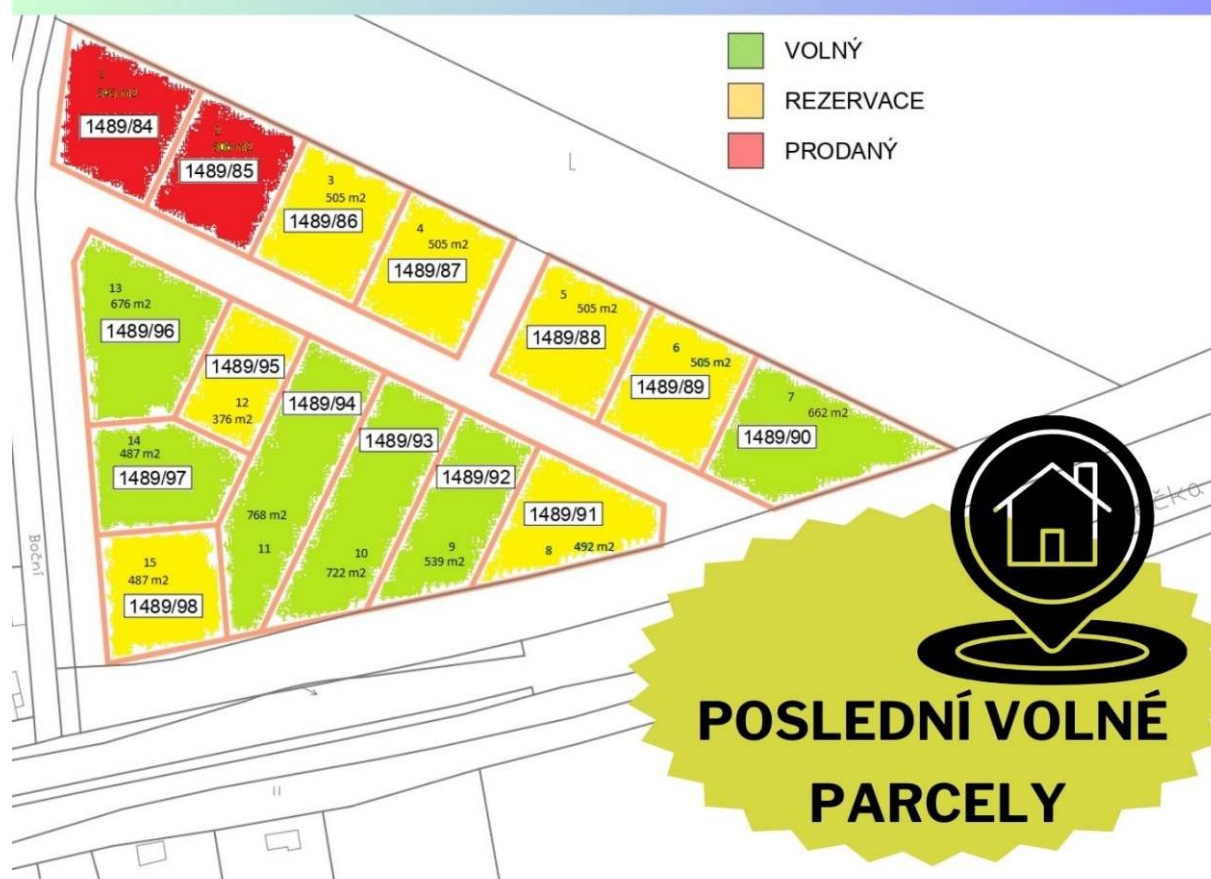 VOLNÝ
REZERVACE
PRODANÝ
1489/84
1489/85
3
505 m2
1489/86
4
505 m2
1489/87
5
505 m2
1489/88
6
505 m2
1489/89
7
662 m2
1489/90
13
676 m2
1489/96
1489/95
12
376 m2
1489/94
768 m2
11
1489/93
10
722 m2
1489/92
9
539 m2
1489/91
8
492 m2
14
487 m2
1489/97
15
487 m2
1489/98
Boční
L
II
POSLEDNÍ VOLNÉ
PARCELY